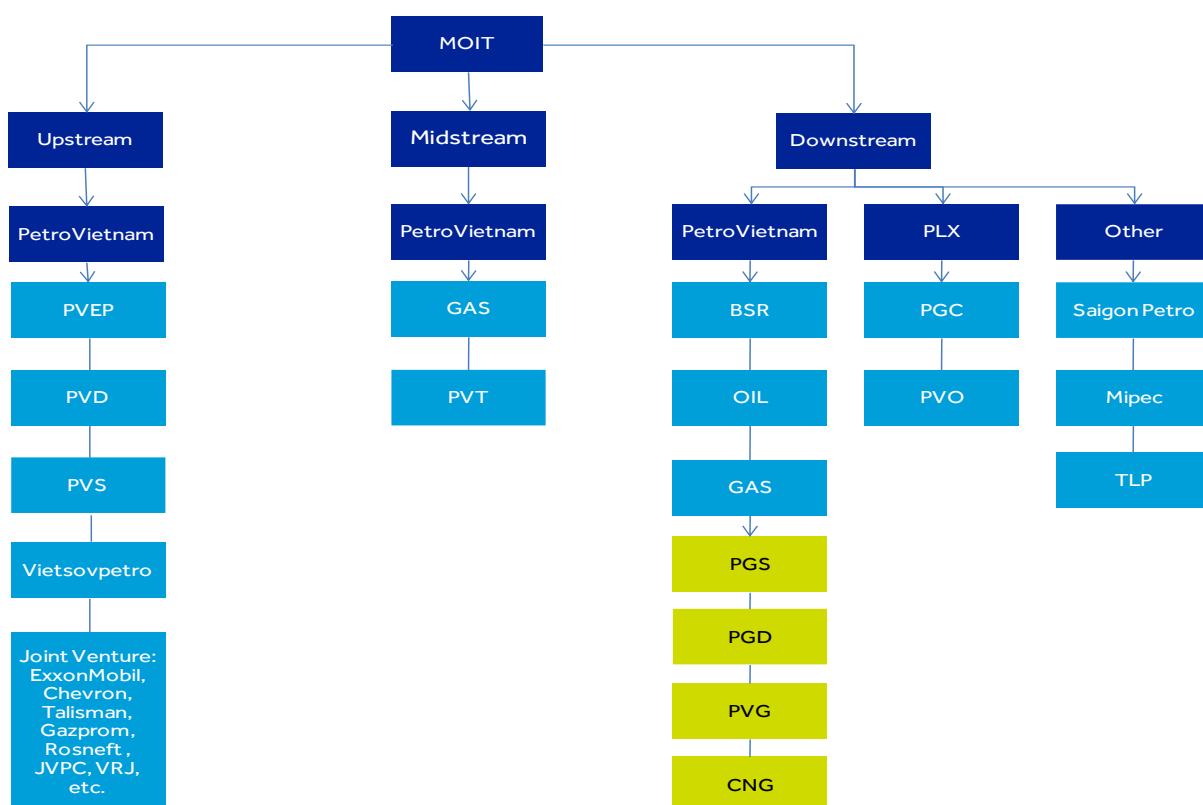 MOIT
Upstream
Midstream
Downstream
PetroVietnam
PetroVietnam
PetroVietnam
PLX
Other
PVEP
GAS
BSR
PGC
Saigon Petro
PVD
PVT
OIL
PVO
Mipec
PVS
GAS
TLP
Vietsovpetro
PGS
Joint Venture:
ExxonMobil,
Chevron,
Talisman,
Gazprom,
Rosneft ,
JVPC, VRJ,
etc.
PGD
PVG
CNG